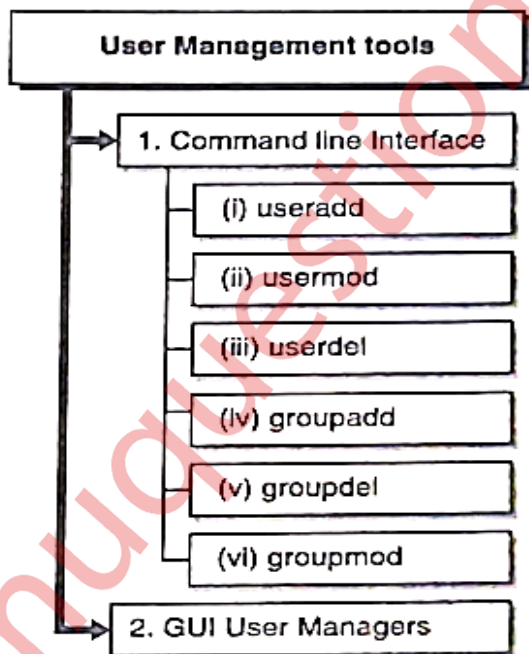 User Management tools
1. Command line Interface
(i) useradd
(ii) usermod
(iii) userdel
(iv) groupadd
(v) groupdel
(vi) groupmod
2. GUI User Managers
nuquestion